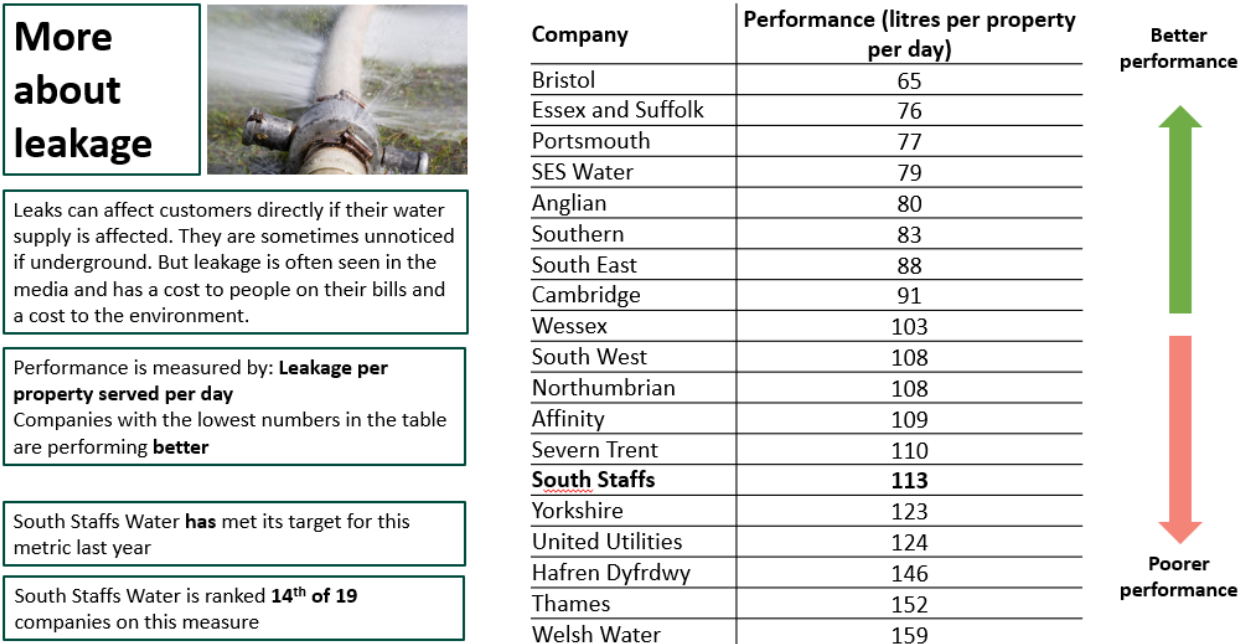 More
about
leakage
Leaks can affect customers directly if their water
supply is affected. They are sometimes unnoticed
if underground. But leakage is often seen in the
media and has a cost to people on their bills and
a cost to the environment.
Performance is measured by: Leakage per
property served per day
Companies with the lowest numbers in the table
are performing better
South Staffs Water has met its target for this
metric last year
South Staffs Water is ranked 14th of 19
companies on this measure
Company Performance (litres per property
per day)
Bristol 65
Essex and Suffolk 76
Portsmouth 77
SES Water 79
Anglian 80
Southern 83
South East 88
Cambridge 91
Wessex 103
South West 108
Northumbrian 108
Affinity 109
Severn Trent 110
South Staffs 113
Yorkshire 123
United Utilities 124
Hafren Dyfrdwy 146
Thames 152
Welsh Water 159
Better
performance
Poorer
performance